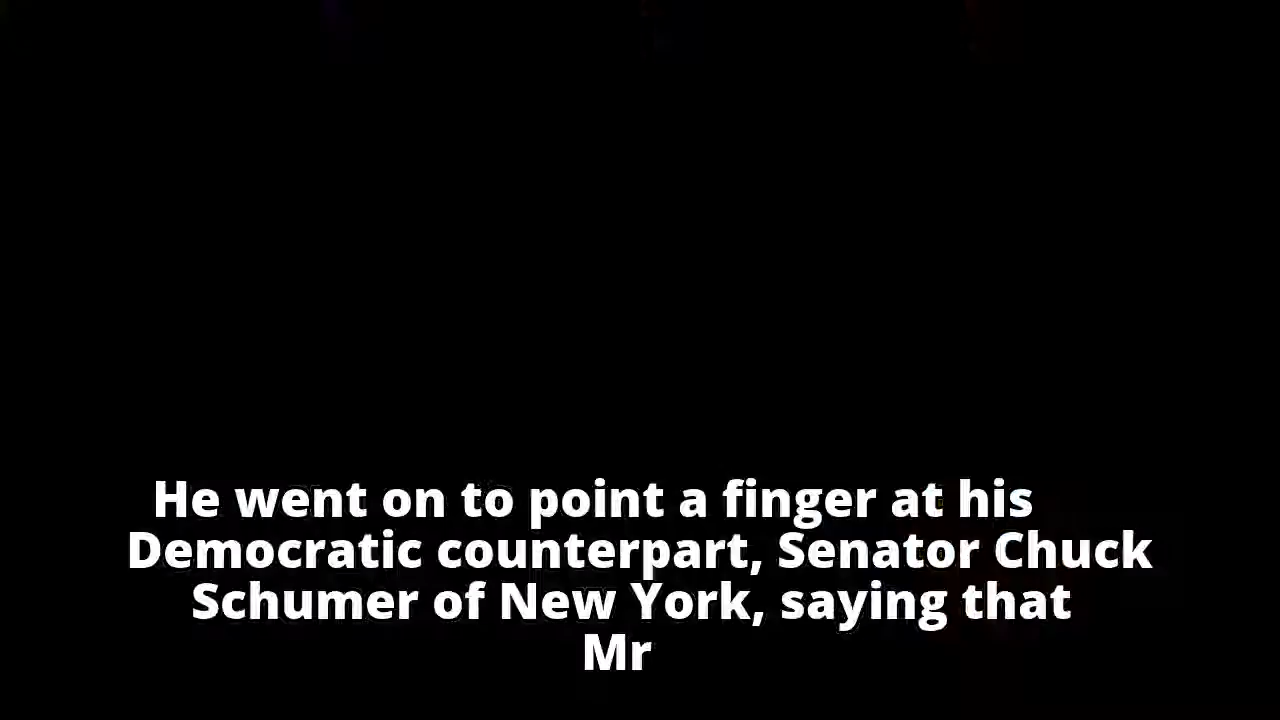 He went on to point a finger at his
Democratic counterpart, Senator Chuck
Schumer of New York, saying that
Mr